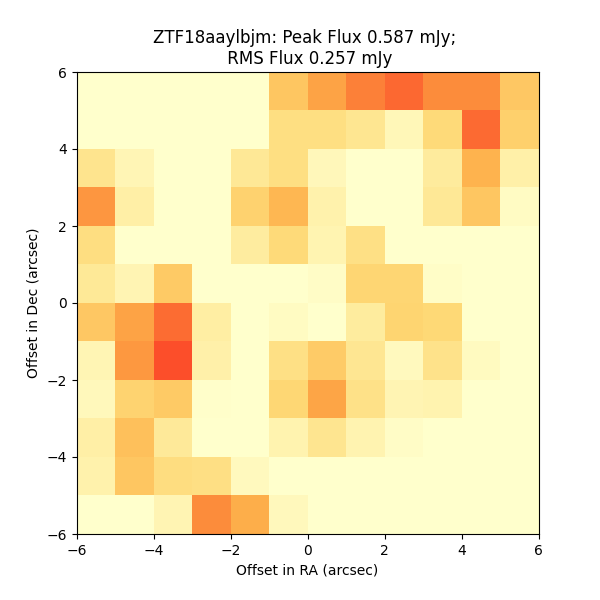 ZTF18aaylbjm: Peak Flux 0.587 mJy;
RMS Flux 0.257 mJy
6
4
2
0
−2
−4
−6
Offset in Dec (arcsec)
−6 −4 −2 0 2 4 6
Offset in RA (arcsec)